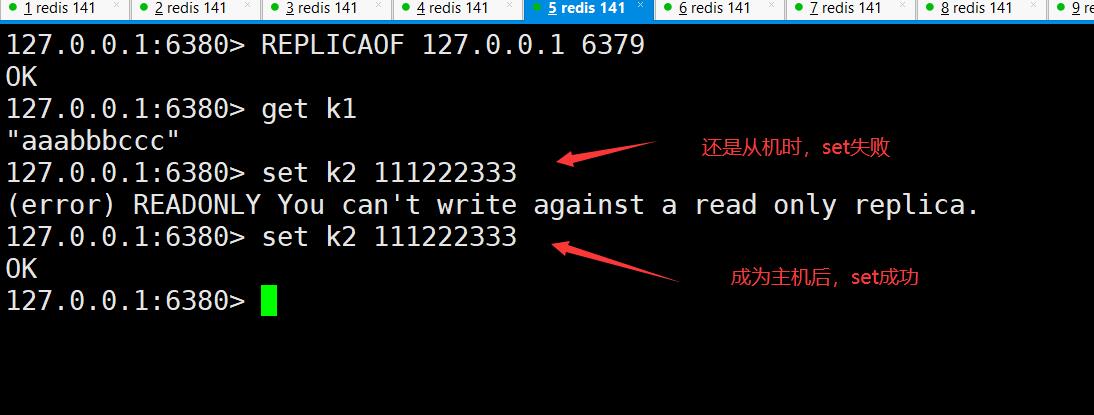 1 redis 141 2 redis 141 3 redis 141 4 redis 141 5 redis 141 6 redis 141 7 redis 141 8 redis 141 9 re
127.0.0.1:6380> REPLICAOF 127.0.0.1 6379
OK
127.0.0.1:6380> get k1
"aaabbbccc"
还是从机时，set失败
127.0.0.1:6380> set k2 111222333
(error) READONLY You can't write against a read only replica.
127.0.0.1:6380> set k2 111222333
OK
成为主机后，set成功
127.0.0.1:6380>